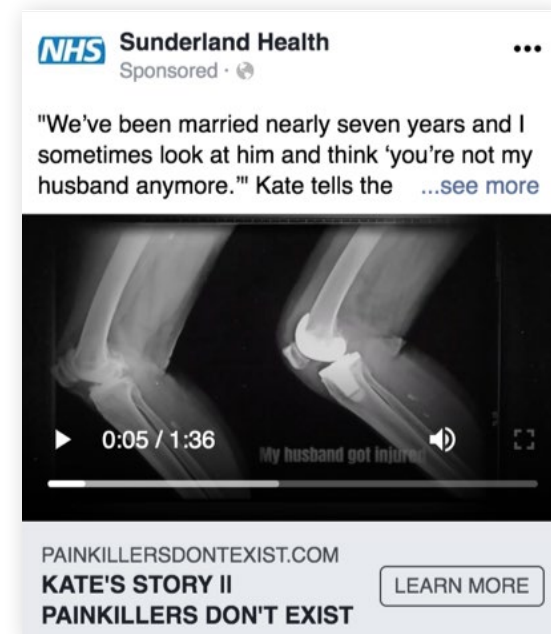 NHS
Sunderland Health
Sponsored ·
"We've been married nearly seven years and I
sometimes look at him and think 'you're not my
husband anymore.'" Kate tells the ...see more
0:05 / 1:36
My husband got injured
PAINKILLERSDONTEXIST.COM
KATE'S STORY II
PAINKILLERS DON'T EXIST
LEARN MORE